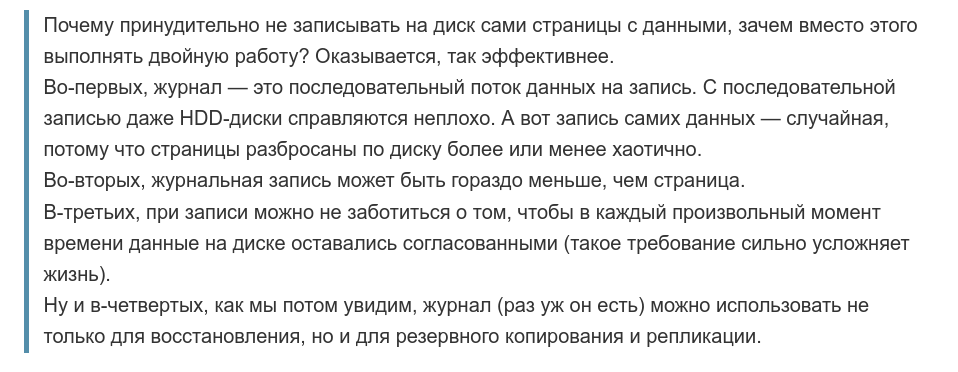 Почему принудительно не записывать на диск сами страницы с данными, зачем вместо этого
выполнять двойную работу? Оказывается, так эффективнее.
Во-первых, журнал — это последовательный поток данных на запись. С последовательной
записью даже HDD-диски справляются неплохо. А вот запись самих данных — случайная,
потому что страницы разбросаны по диску более или менее хаотично.
Во-вторых, журнальная запись может быть гораздо меньше, чем страница.
В-третьих, при записи можно не заботиться о том, чтобы в каждый произвольный момент
времени данные на диске оставались согласованными (такое требование сильно усложняет
жизнь).
Ну и в-четвертых, как мы потом увидим, журнал (раз уж он есть) можно использовать не
только для восстановления, но и для резервного копирования и репликации.